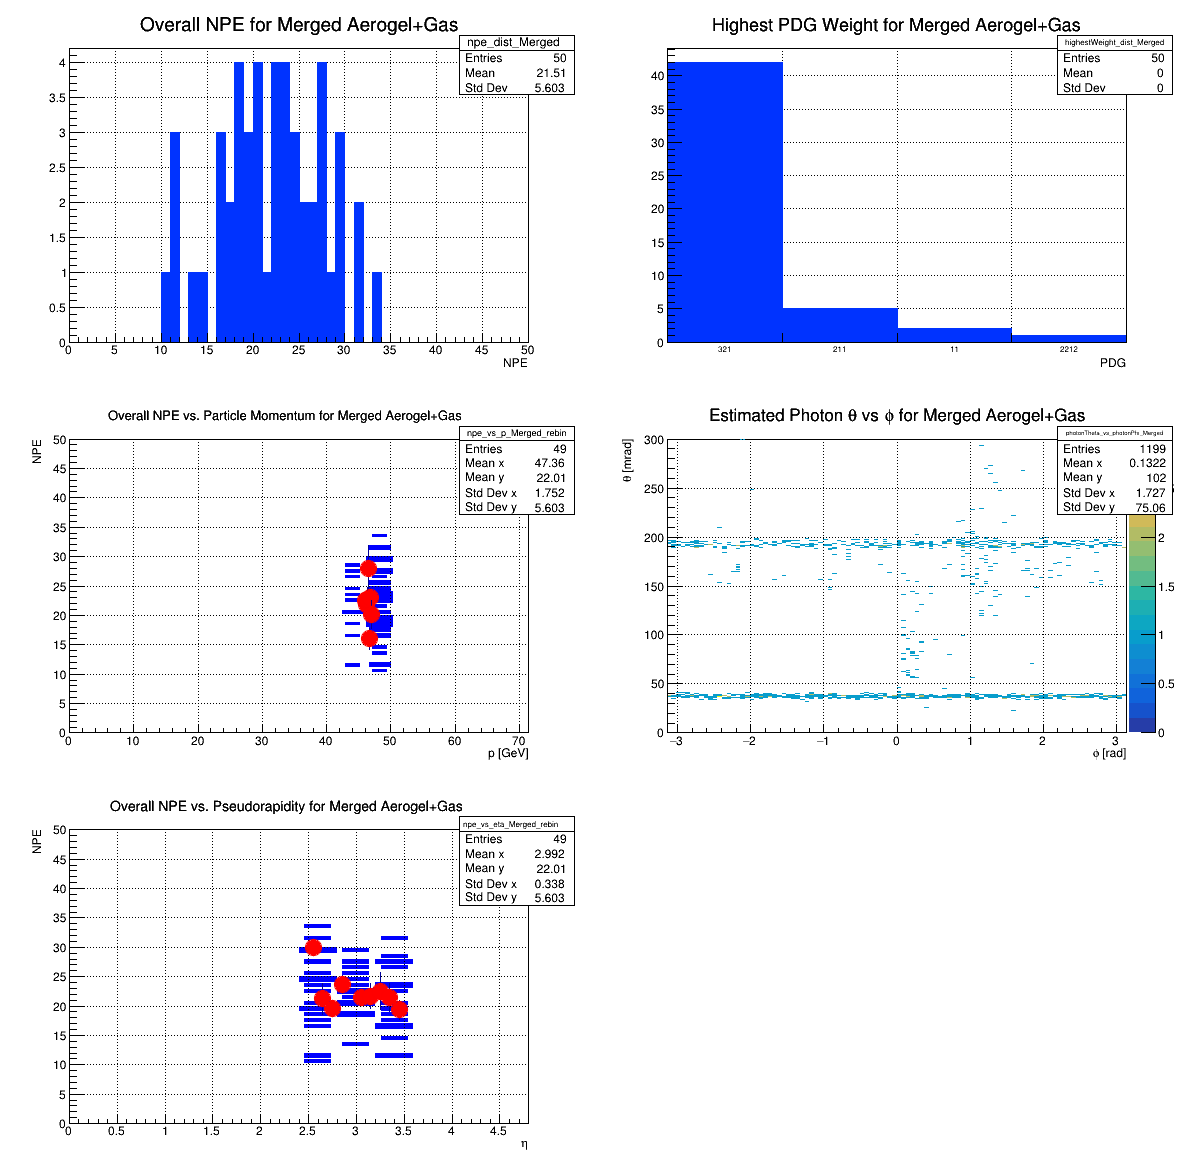 Overall NPE for Merged Aerogel+Gas
npe_dist_Merged
Entries 50
Mean 21.51
Std Dev 5.603
4
3.5
3
2.5
2
1.5
1
0.5
0
0 5 10 15 20 25 30 35 40 45 50
NPE
Highest PDG Weight for Merged Aerogel+Gas
highestWeight_dist_Merged
Entries 50
Mean 0
Std Dev 0
40
35
30
25
20
15
10
5
0
321 211 11 2212
PDG
Overall NPE vs. Particle Momentum for Merged Aerogel+Gas
npe_vs_p_Merged_rebin
Entries 49
Mean x 47.36
Mean y 22.01
Std Dev x 1.752
Std Dev y 5.603
NPE
50
45
40
35
30
25
20
15
10
5
0
0 10 20 30 40 50 60 70
p [GeV]
Estimated Photon θ vs ϕ for Merged Aerogel+Gas
photonTheta_vs_photonPhi_Merged
Entries 1199
Mean x 0.1322
Mean y 102
Std Dev x 1.727
Std Dev y 75.06
θ [mrad]
300
250
200
150
100
50
0
−3 −2 −1 0 1 2 3
ϕ [rad]
2
1.5
1
0.5
0
Overall NPE vs. Pseudorapidity for Merged Aerogel+Gas
npe_vs_eta_Merged_rebin
Entries 49
Mean x 2.992
Mean y 22.01
Std Dev x 0.338
Std Dev y 5.603
NPE
50
45
40
35
30
25
20
15
10
5
0
0 0.5 1 1.5 2 2.5 3 3.5 4 4.5
η